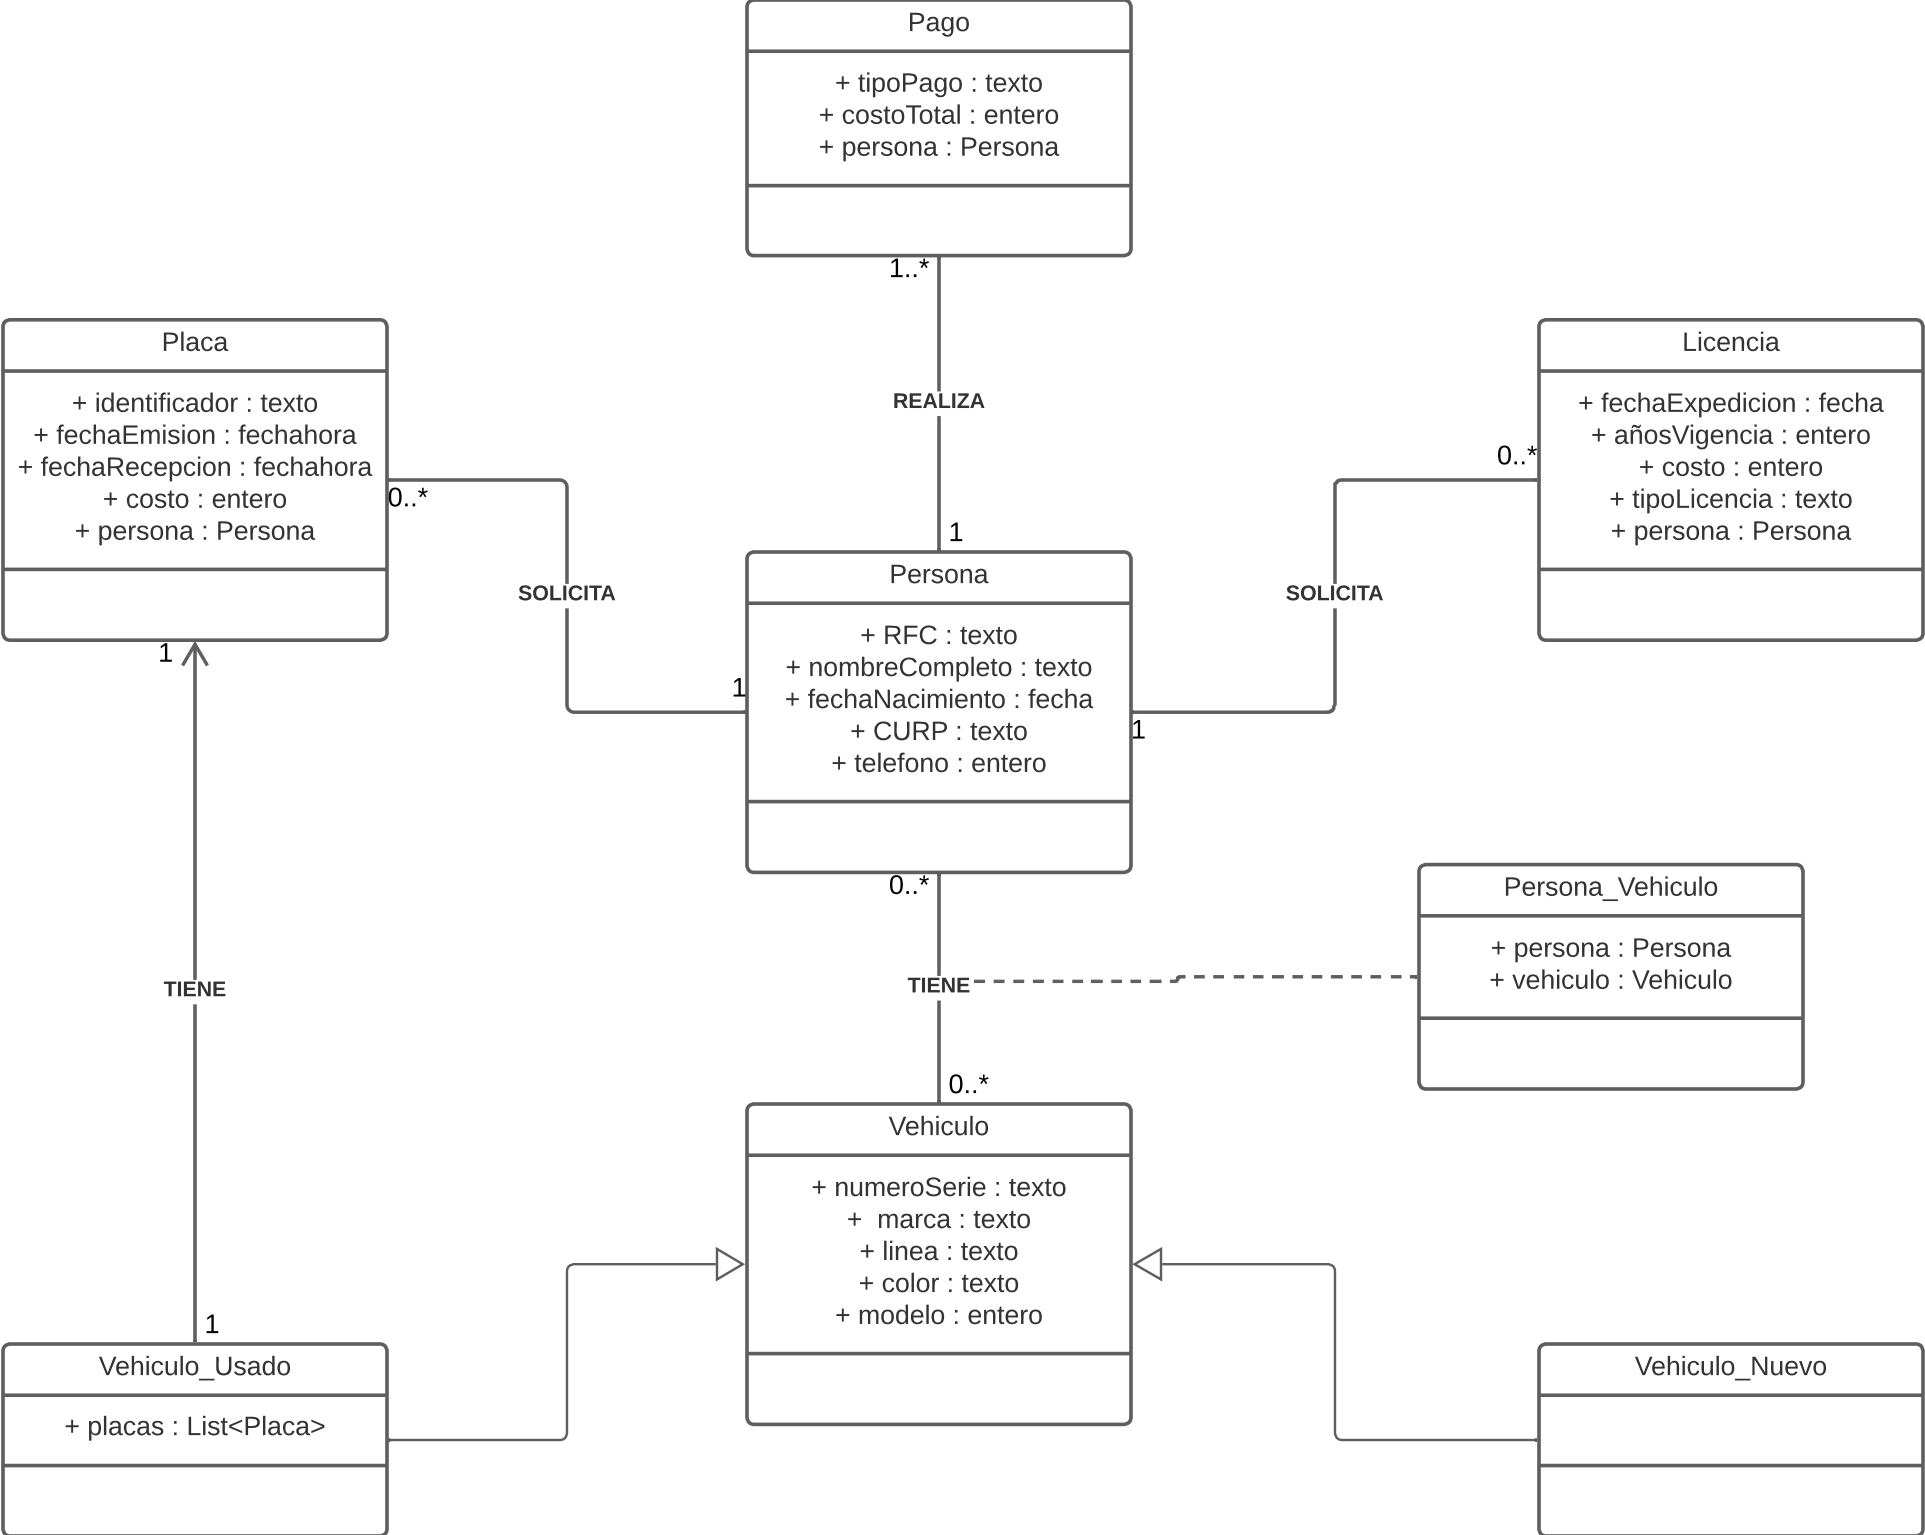 Pago
+ tipoPago : texto
+ costoTotal : entero
+ persona : Persona
1..*
REALIZA
1
Placa
+ identificador : texto
+ fechaEmision : fechahora
+ fechaRecepcion : fechahora
+ costo : entero
+ persona : Persona
0..*
SOLICITA
1
1
Licencia
+ fechaExpedicion : fecha
+ añosVigencia : entero
+ costo : entero
+ tipoLicencia : texto
+ persona : Persona
0..*
SOLICITA
1
Persona
+ RFC : texto
+ nombreCompleto : texto
+ fechaNacimiento : fecha
+ CURP : texto
+ telefono : entero
0..*
TIENE
0..*
Persona_Vehiculo
+ persona : Persona
+ vehiculo : Vehiculo
TIENE
1
Vehiculo
+ numeroSerie : texto
+  marca : texto
+ linea : texto
+ color : texto
+ modelo : entero
Vehiculo_Usado
+ placas : List<Placa>
Vehiculo_Nuevo